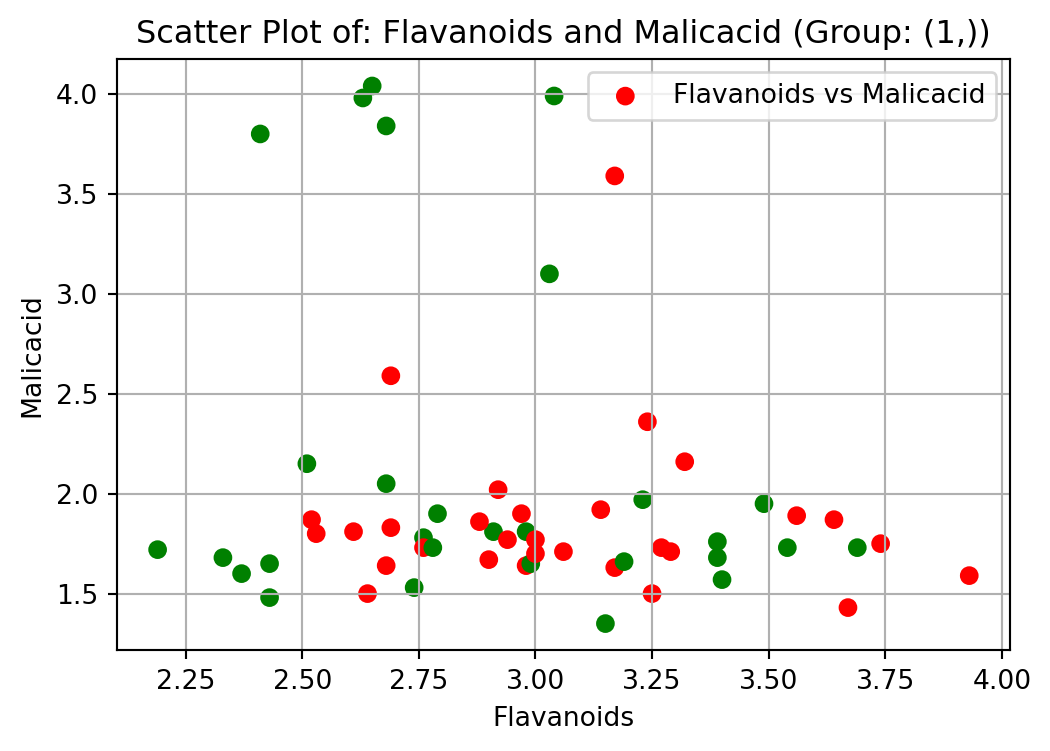 Scatter Plot of: Flavanoids and Malicacid (Group: (1,))
Flavanoids vs Malicacid
Malicacid
4.0
3.5
3.0
2.5
2.0
1.5
2.25 2.50 2.75 3.00 3.25 3.50 3.75 4.00
Flavanoids